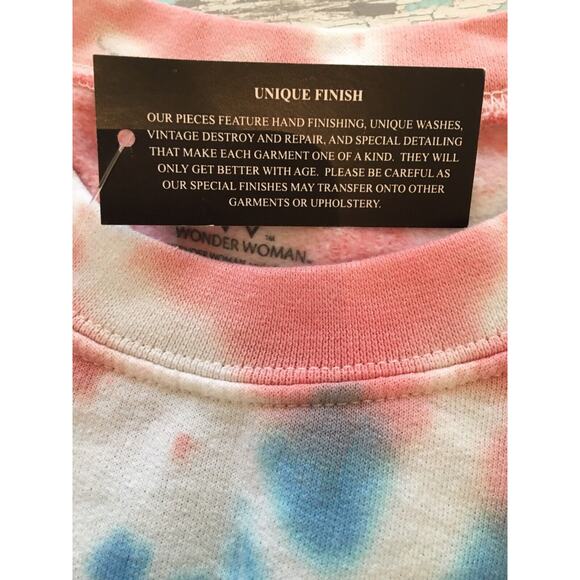 UNIQUE FINISH
OUR PIECES FEATURE HAND FINISHING, UNIQUE WASHES,
VINTAGE DESTROY AND REPAIR, AND SPECIAL DETAILING
THAT MAKE EACH GARMENT ONE OF A KIND. THEY WILL
ONLY GET BETTER WITH AGE. PLEASE BE CAREFUL AS
OUR SPECIAL FINISHES MAY TRANSFER ONTO OTHER
GARMENTS OR UPHOLSTERY.
WONDER WOMAN™
WOMAN